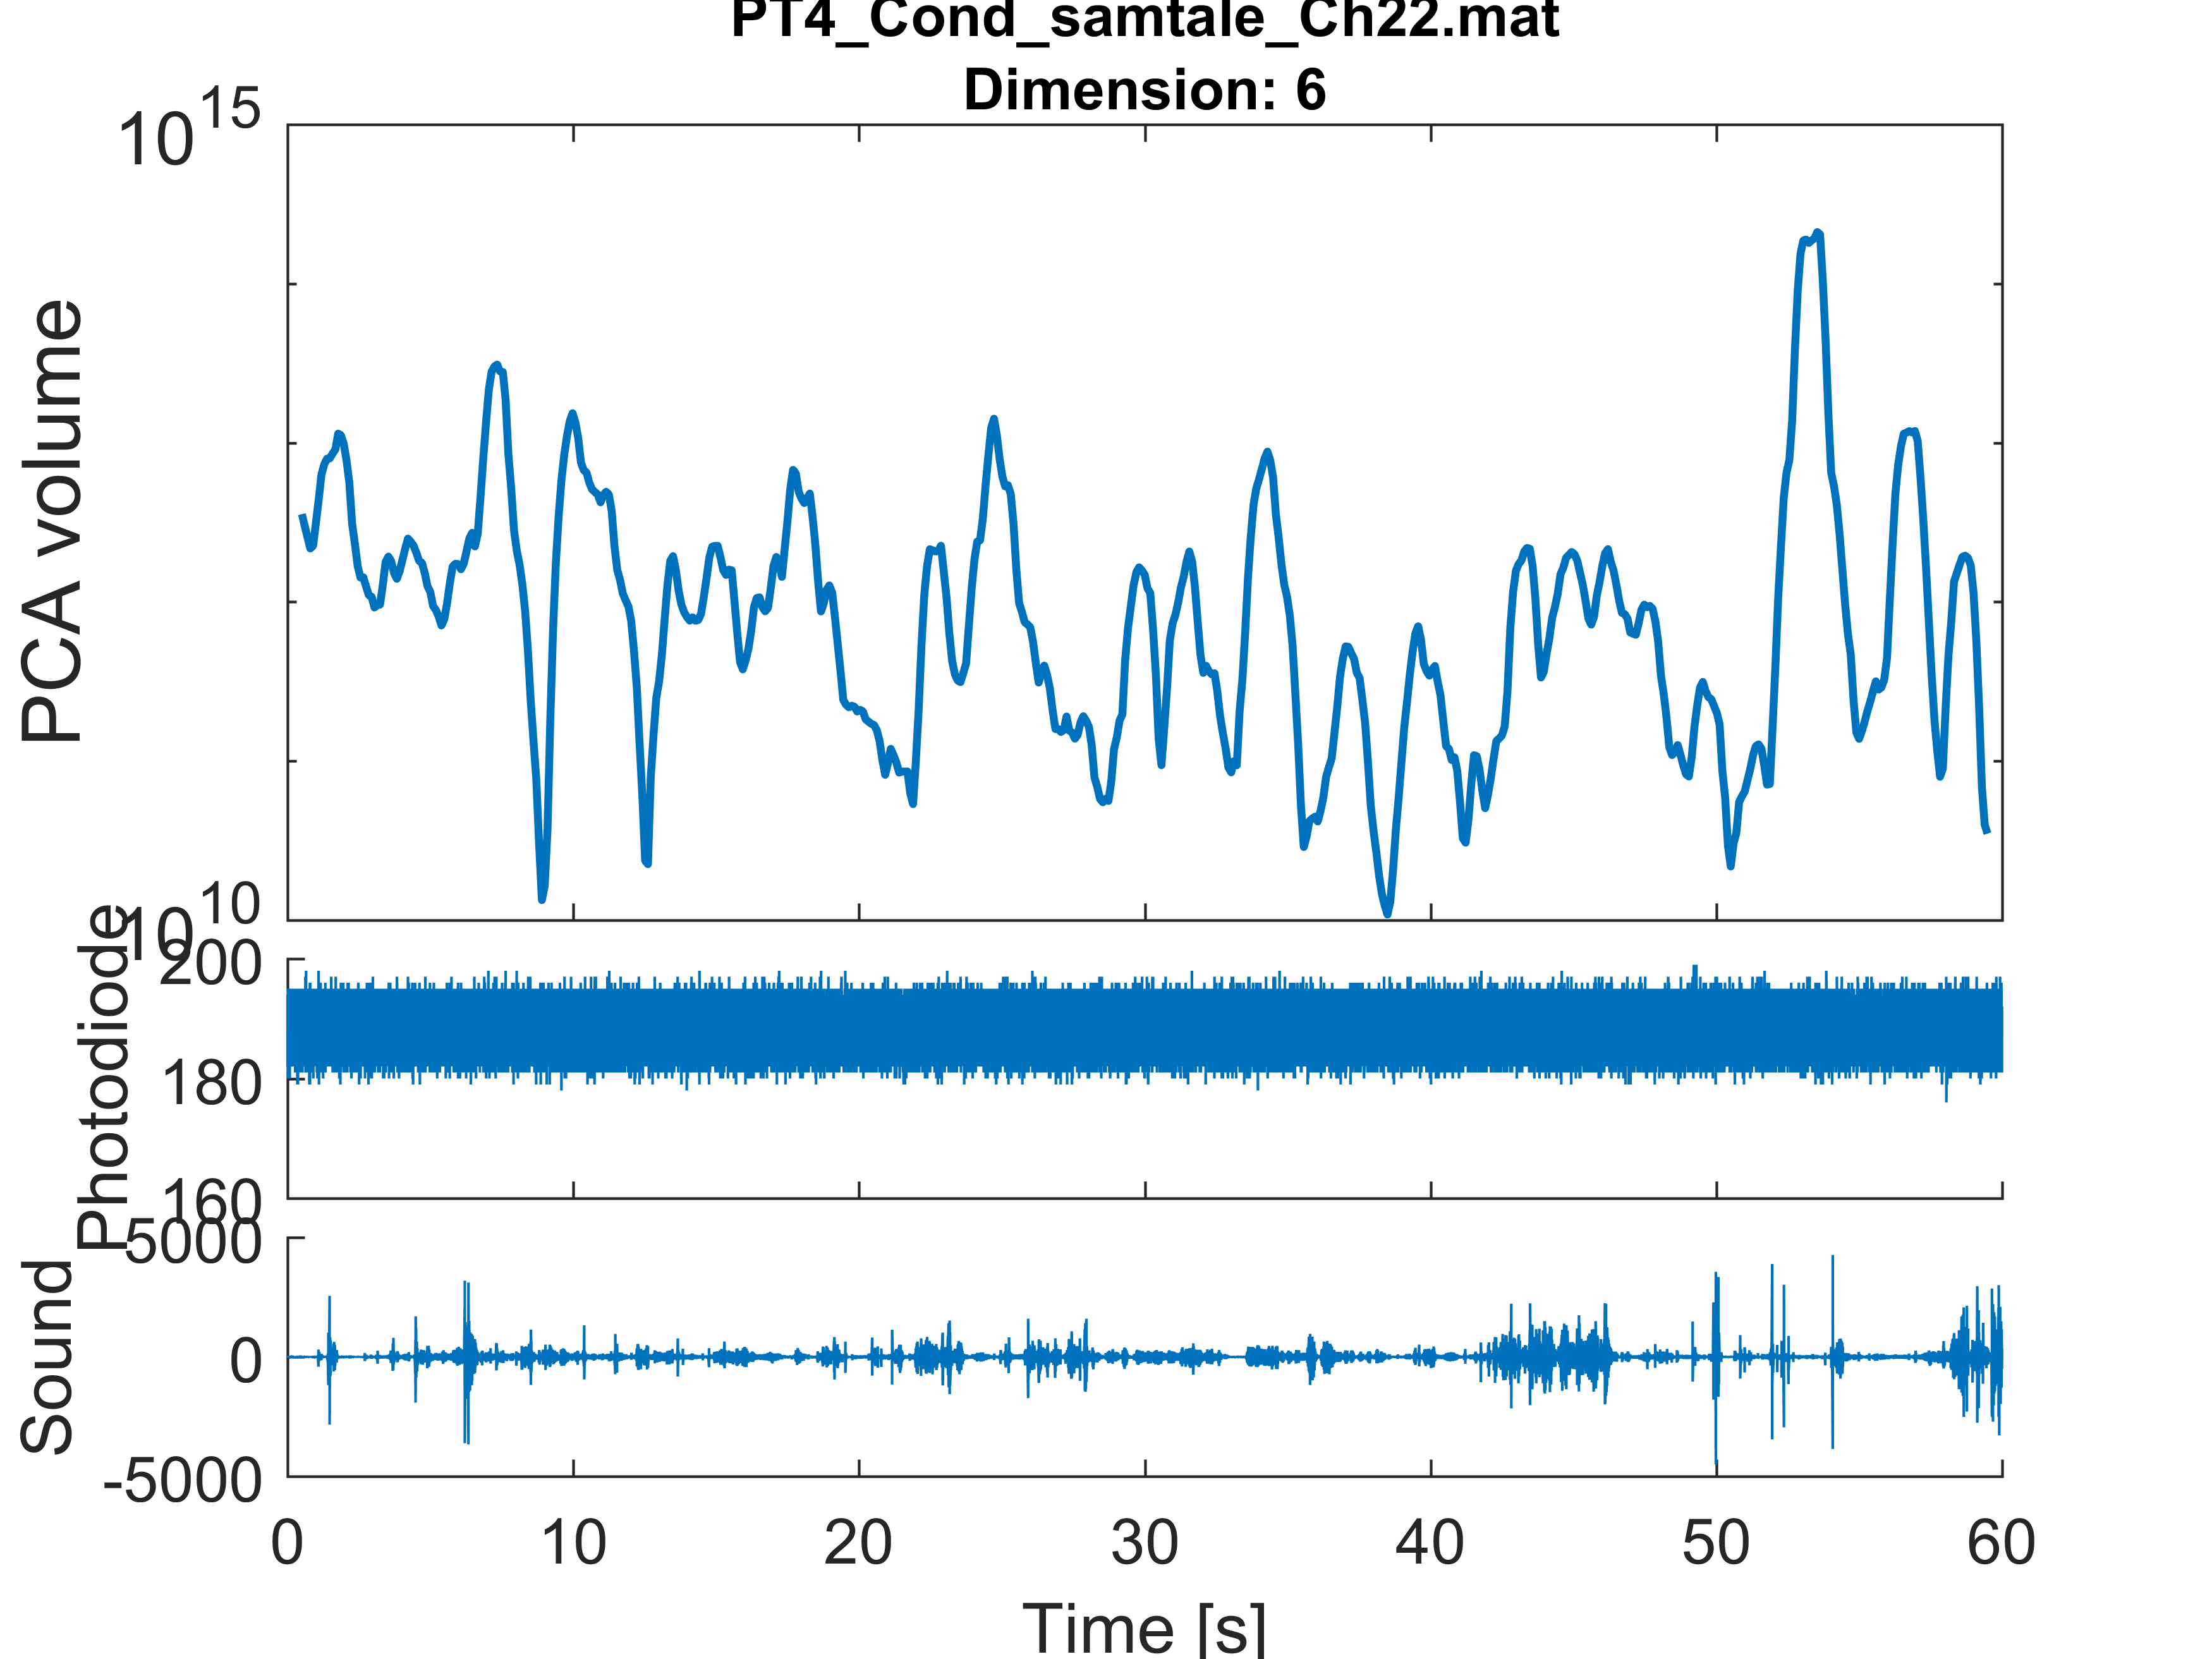 PT4_Cond_samtale_Ch22.mat
Dimension: 6
10^15
PCA volume
10^10
200
Photodiode
180
160
5000
Sound
0
-5000
0 10 20 30 40 50 60
Time [s]